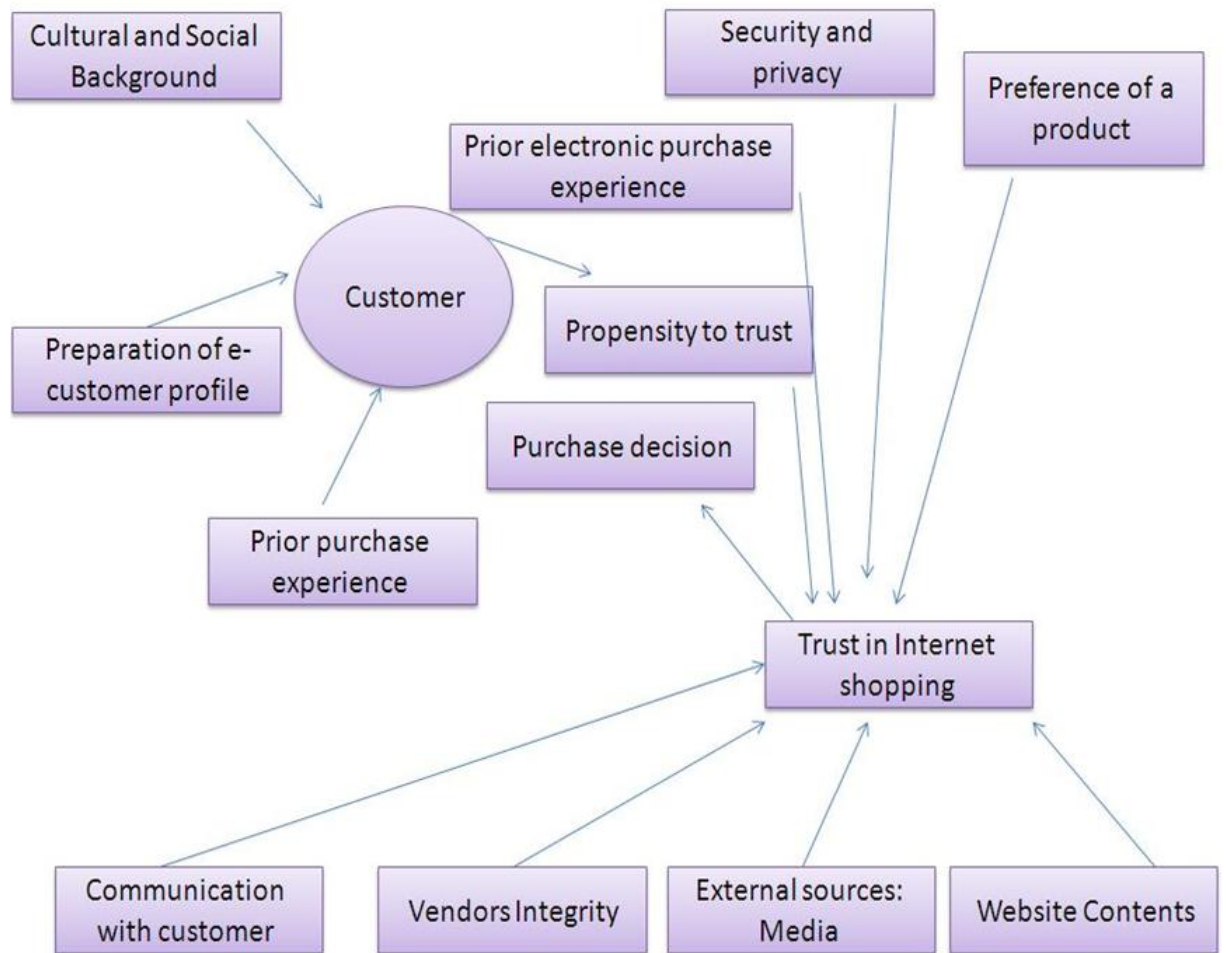 Cultural and Social
Background
Security and
privacy
Preference of a
product
Prior electronic purchase
experience
Customer
Propensity to trust
Preparation of e-
customer profile
Purchase decision
Prior purchase
experience
Trust in Internet
shopping
Communication
with customer
Vendors Integrity
External sources:
Media
Website Contents